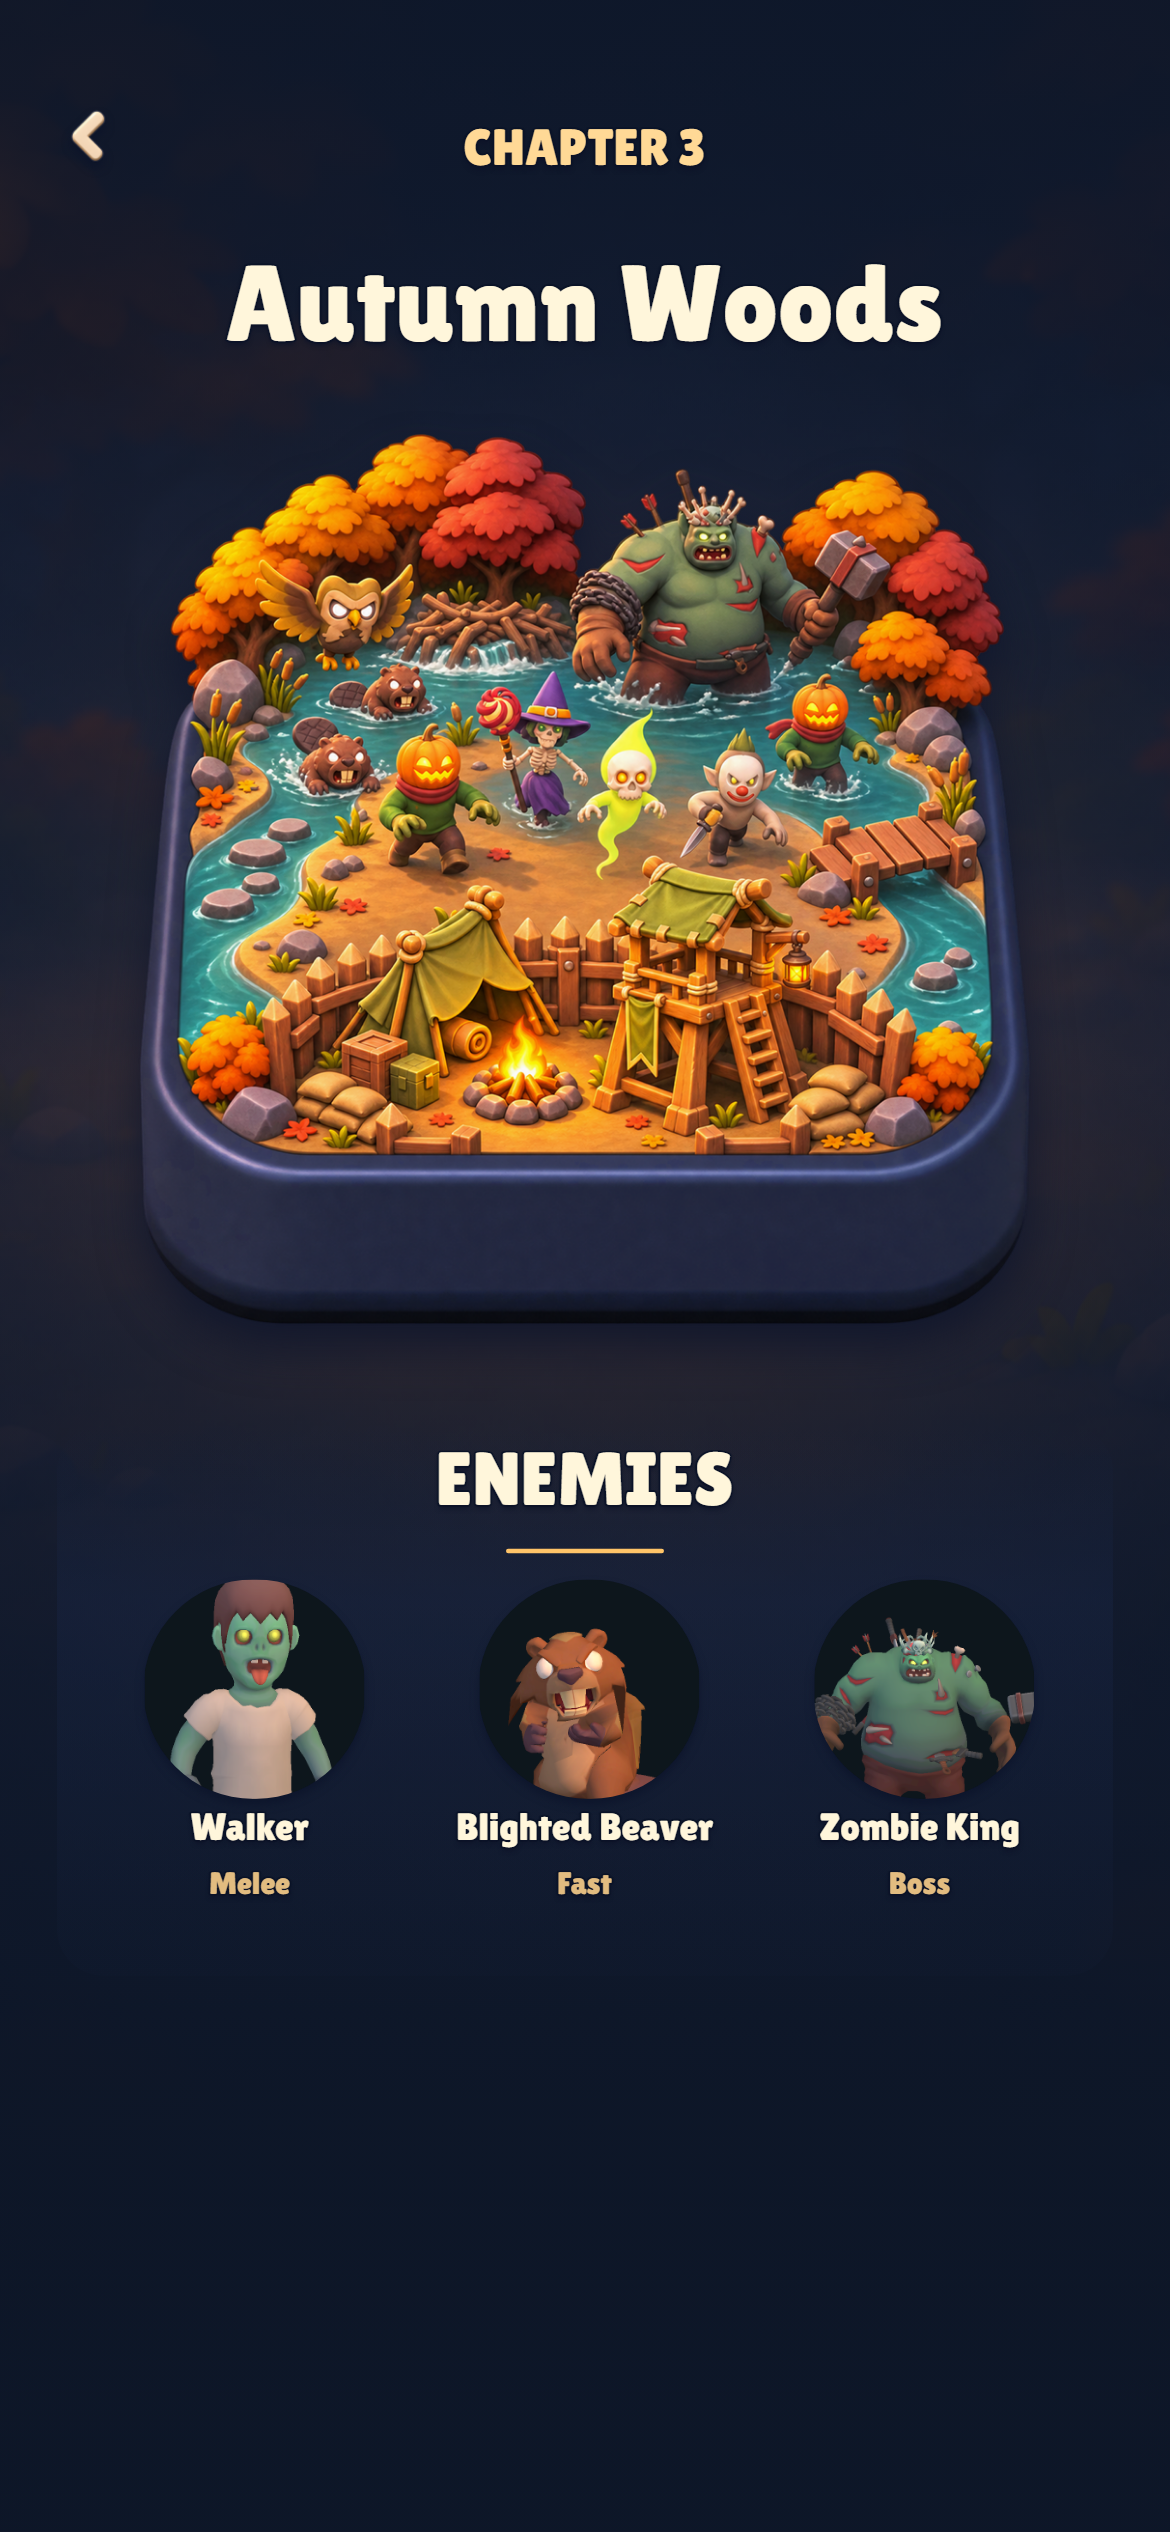 CHAPTER 3
Autumn Woods
ENEMIES
Walker
Blighted Beaver
Zombie King
Melee
Fast
Boss